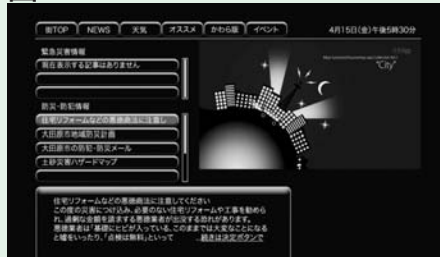 街TOP NEWS 天気 オススメ かわら版 イベント 4月15日(金)午後5時30分
緊急災害情報
現在表示する記事はありません
"City"
防災・防犯情報
住宅リフォームなどの悪徳商法に注意し
大田原市地域防災計画
大田原市の防犯・防災メール
土砂災害ハザードマップ
住宅リフォームなどの悪徳商法に注意してください
この度の災害につけ込み、必要のない住宅リフォームや工事を勧めら
れ、過剰な金額を請求する悪徳業者が出没する恐れがあります。
悪徳業者は「基礎にヒビが入っている、このままでは大変なことになる
と嘘をいったり、「点検は無料」といって ...続きは決定ボタンで